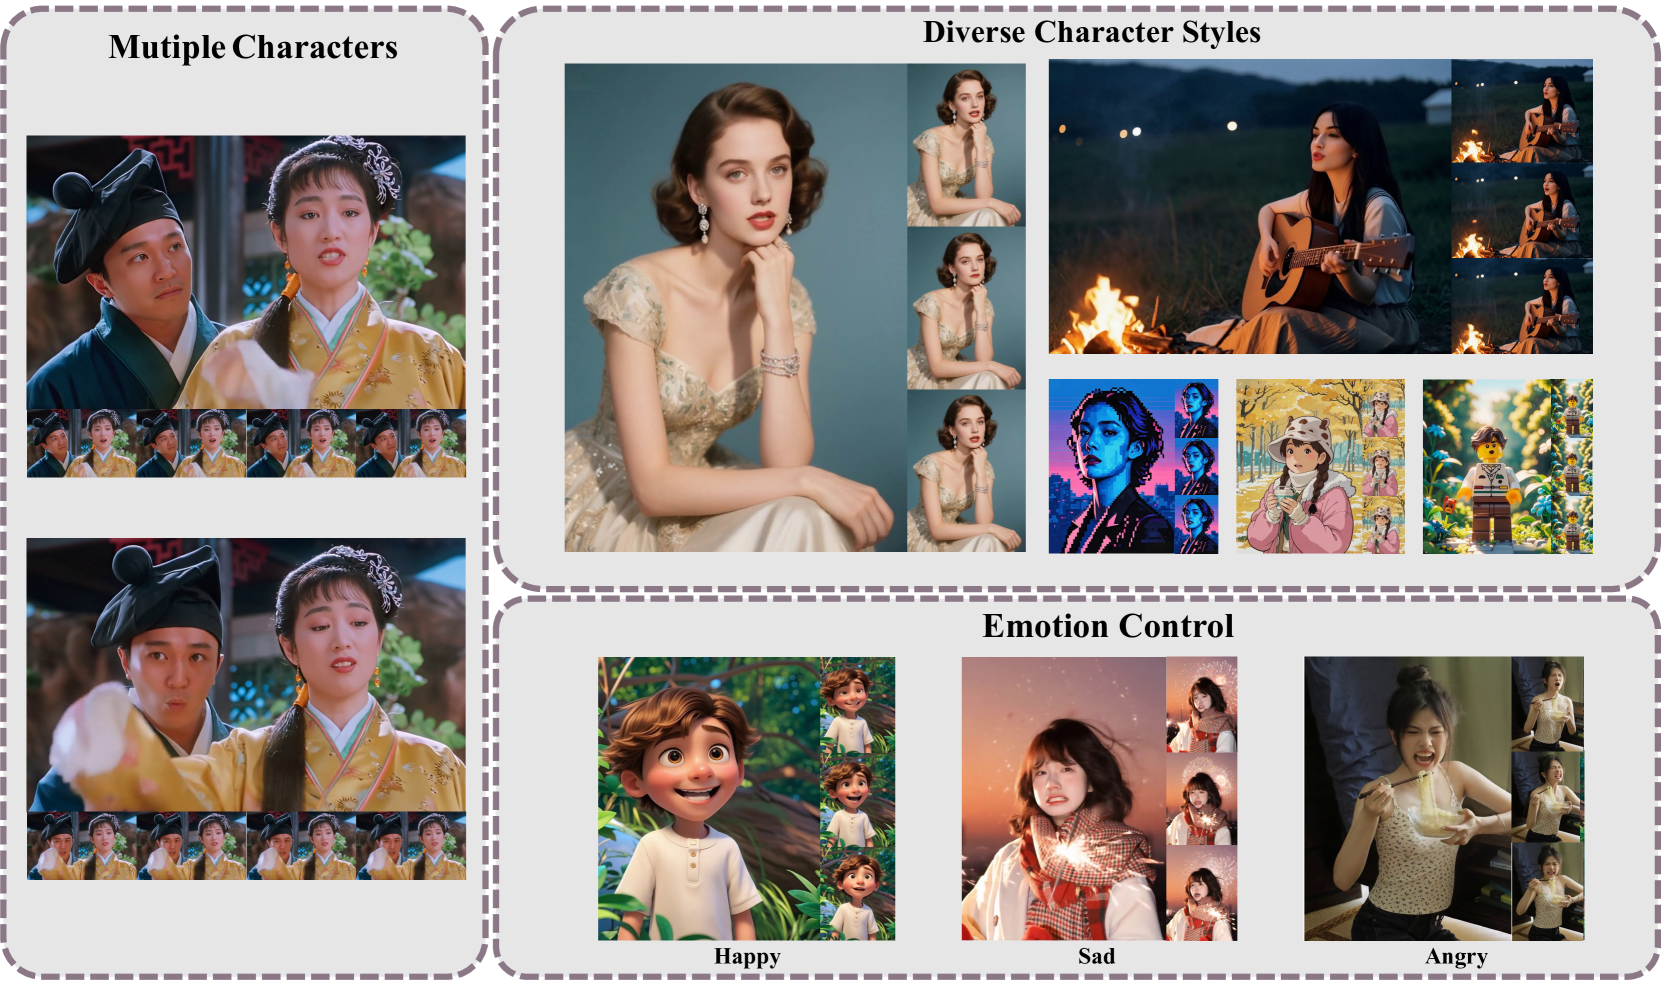 Mutiple Characters
Diverse Character Styles
Emotion Control
Happy
Sad
Angry